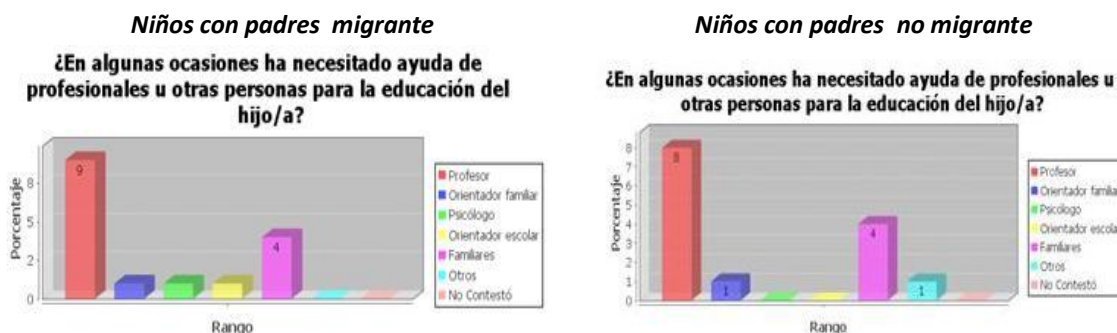 Niños con padres migrante
¿En algunas ocasiones ha necesitado ayuda de
profesionales u otras personas para la educación del
hijo/a?
Porcentaje
8
5
2
0
9
4
Rango
Profesor
Orientador familiar
Psicólogo
Orientador escolar
Familiares
Otros
No Contestó
Niños con padres no migrante
¿En algunas ocasiones ha necesitado ayuda de profesionales u
otras personas para la educación del hijo/a?
Porcentaje
8
7
6
5
4
3
2
1
0
8
1
4
1
Rango
Profesor
Orientador familia
Psicólogo
Orientador escola
Familiares
Otros
No Contestó